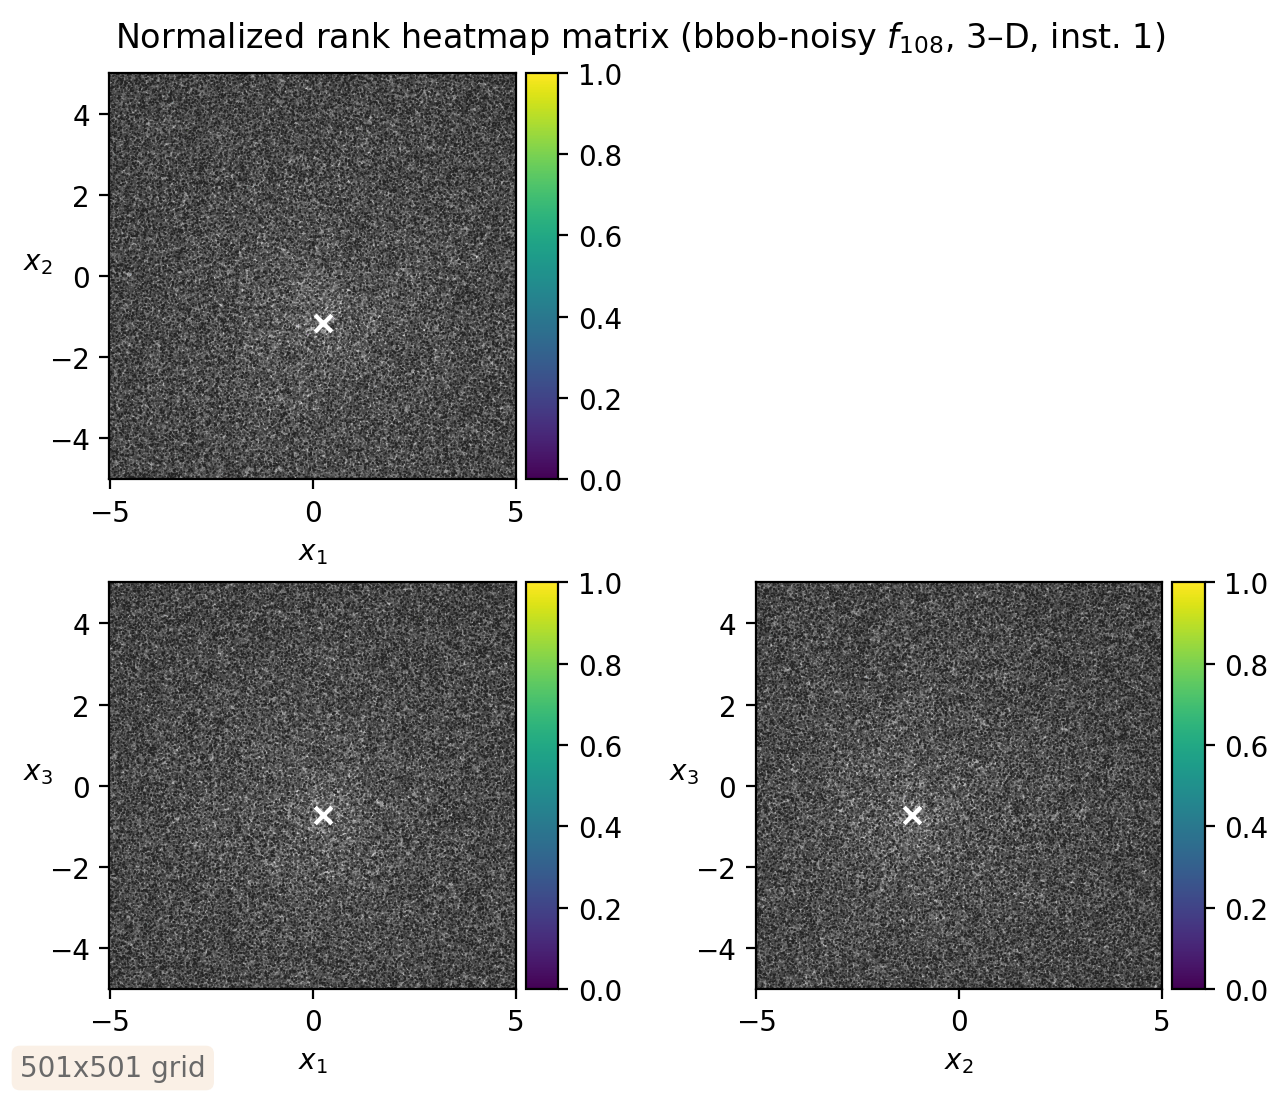 Normalized rank heatmap matrix (bbob-noisy f₁₀₈, 3–D, inst. 1)
1.0
4
0.8
2
0.6
x₂
0
0.4
−2
0.2
−4
0.0
−5 0 5
x₁
1.0 1.0
4 0.8 4 0.8
2 2
0.6 0.6
x₃ 0 x₃ 0
0.4 0.4
−2 −2
0.2 0.2
−4 −4
0.0 0.0
−5 0 5 −5 0 5
x₁ x₂
501x501 grid